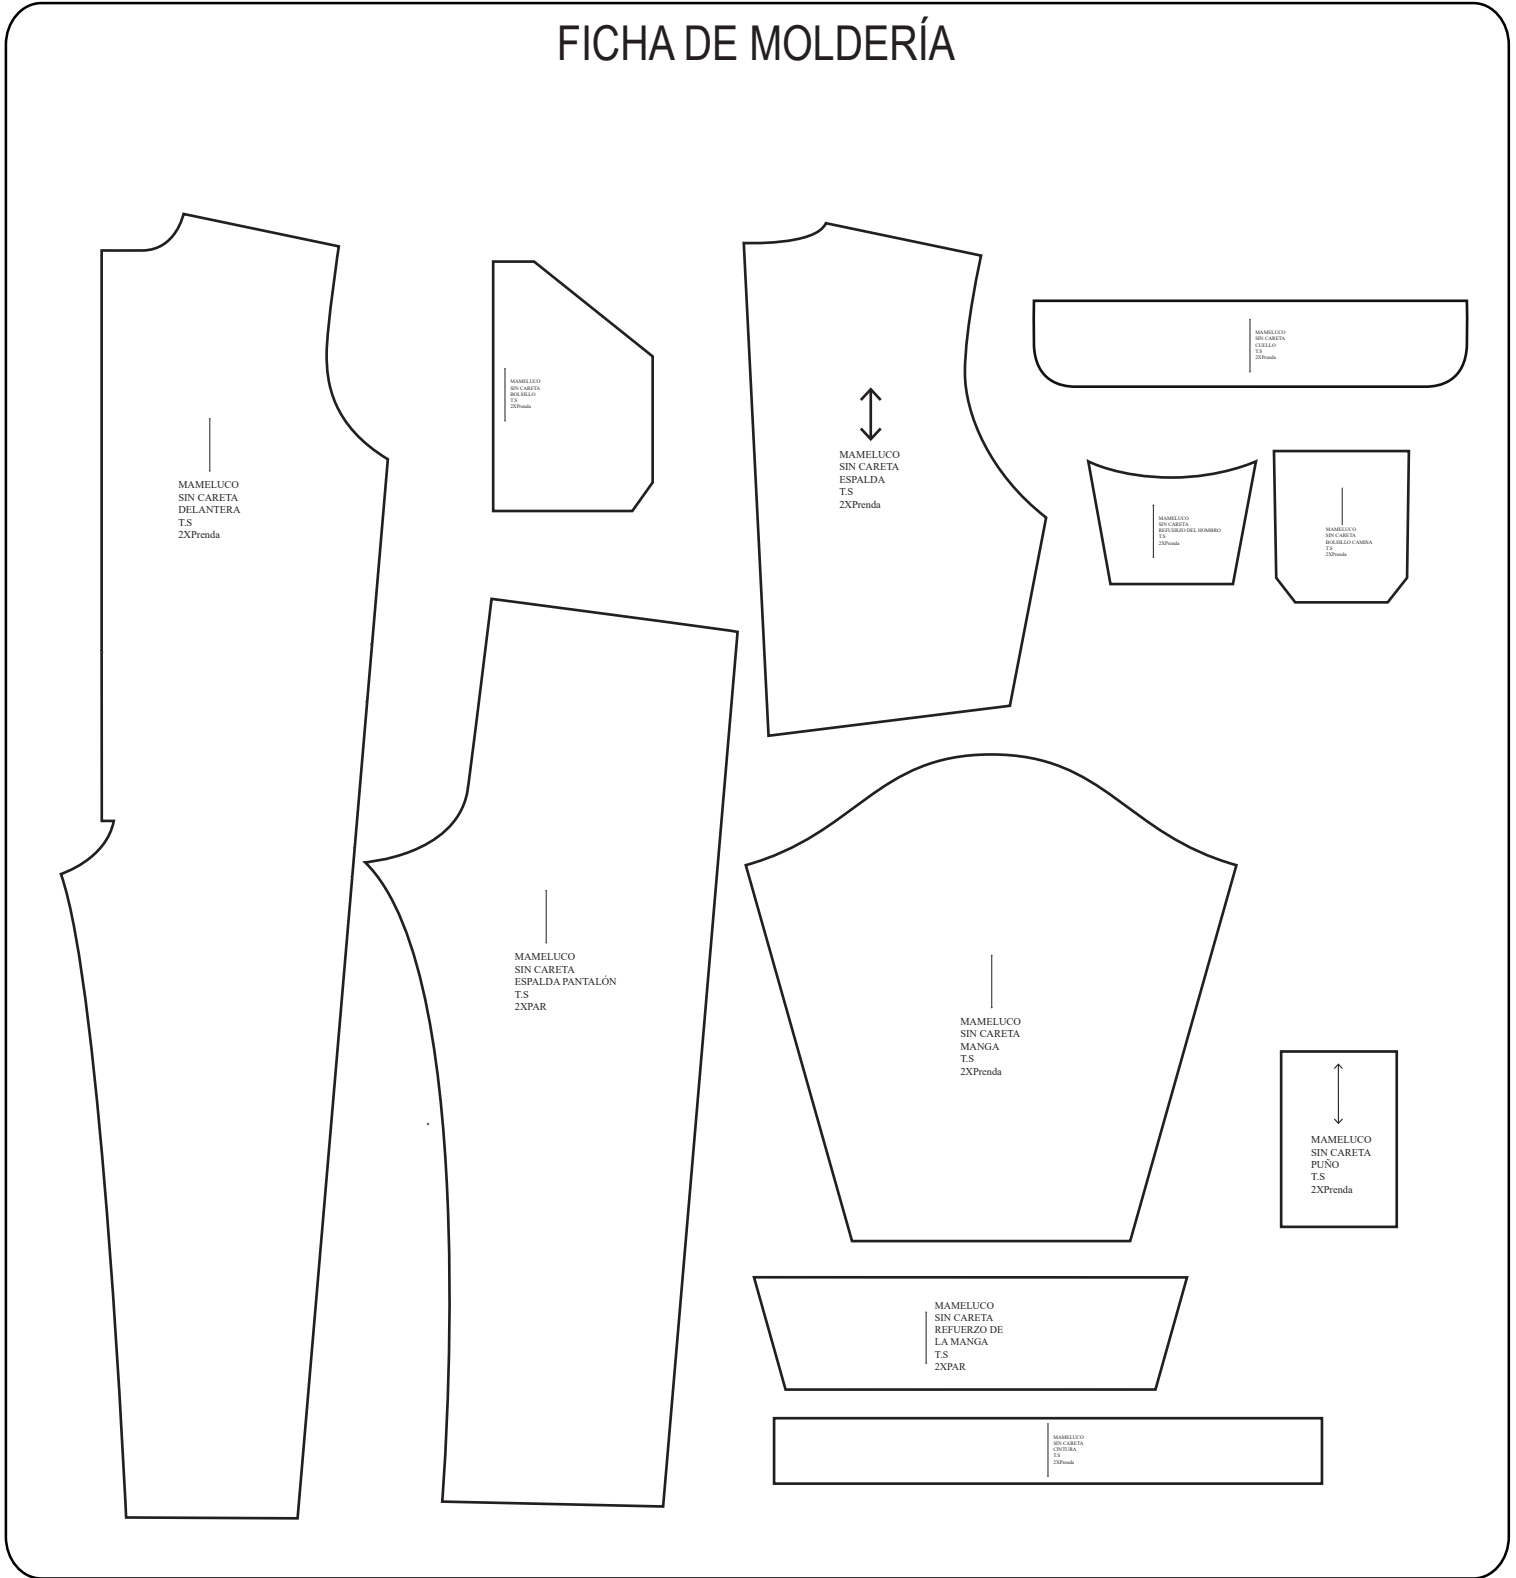 FICHA DE MOLDERÍA
MAMELUCO
SIN CARETA
DELANTERA
T.S
2XPrenda
MAMELUCO
SIN CARETA
BOLSILLO
T.S
2XPrenda
MAMELUCO
SIN CARETA
ESPALDA
T.S
2XPrenda
MAMELUCO
SIN CARETA
CUELLO
T.S
2XPrenda
MAMELUCO
SIN CARETA
REFUERZO DEL HOMBRO
T.S
2XPrenda
MAMELUCO
SIN CARETA
BOLSILLO CAMISA
T.S
2XPrenda
MAMELUCO
SIN CARETA
ESPALDA PANTALÓN
T.S
2XPAR
MAMELUCO
SIN CARETA
MANGA
T.S
2XPrenda
MAMELUCO
SIN CARETA
PUÑO
T.S
2XPrenda
MAMELUCO
SIN CARETA
REFUERZO DE
LA MANGA
T.S
2XPAR
MAMELUCO
SIN CARETA
CINTURA
T.S
2XPrenda